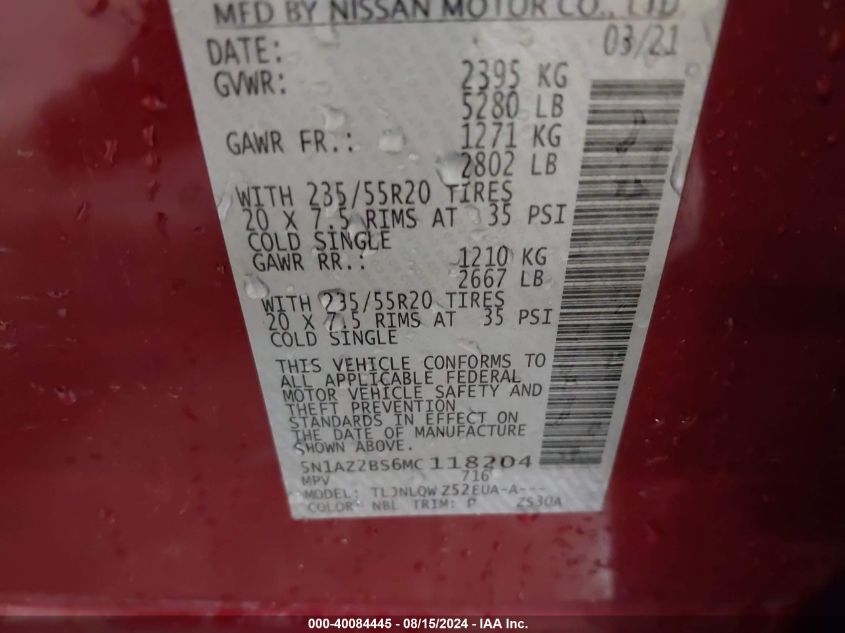 MFD BY NISSAN MOTOR CO., LTD
DATE: 03/21
GVWR: 2395 KG
5280 LB
GAWR FR.: 1271 KG
2802 LB
WITH 235/55R20 TIRES
20 X 7.5 RIMS AT 35 PSI
COLD SINGLE
GAWR RR.: 1210 KG
2667 LB
WITH 235/55R20 TIRES
20 X 7.5 RIMS AT 35 PSI
COLD SINGLE
THIS VEHICLE CONFORMS TO
ALL APPLICABLE FEDERAL
MOTOR VEHICLE SAFETY AND
THEFT PREVENTION
STANDARDS IN EFFECT ON
THE DATE OF MANUFACTURE
SHOWN ABOVE.
5N1AZ2BS6MC118204
MPV 716
MODEL: TLJNLQW Z52EUA-A---
COLOR: NBL TRIM: P ZS30A
000-40084445 - 08/15/2024 - IAA Inc.